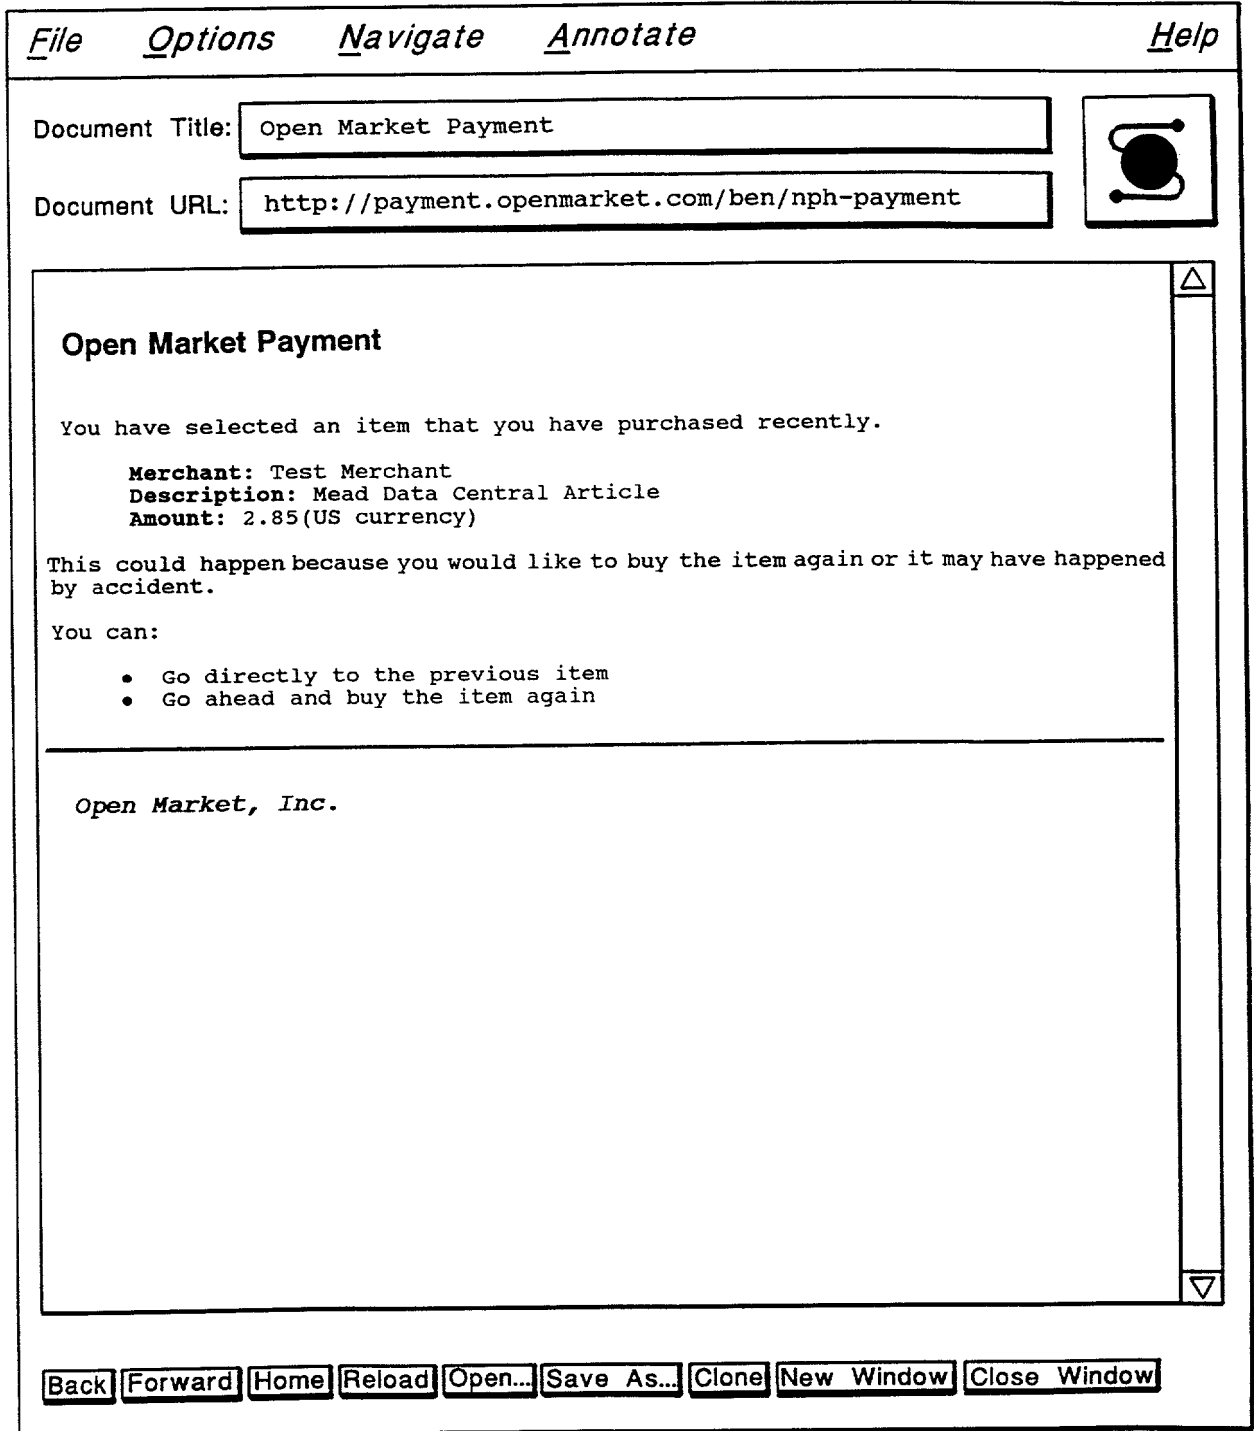 File Options Navigate Annotate Help
Document Title: Open Market Payment
Document URL: http://payment.openmarket.com/ben/nph-payment
Open Market Payment
You have selected an item that you have purchased recently.
Merchant: Test Merchant
Description: Mead Data Central Article
Amount: 2.85(US currency)
This could happen because you would like to buy the item again or it may have happened
by accident.
You can:
• Go directly to the previous item
• Go ahead and buy the item again
Open Market, Inc.
Back Forward Home Reload Open... Save As... Clone New Window Close Window